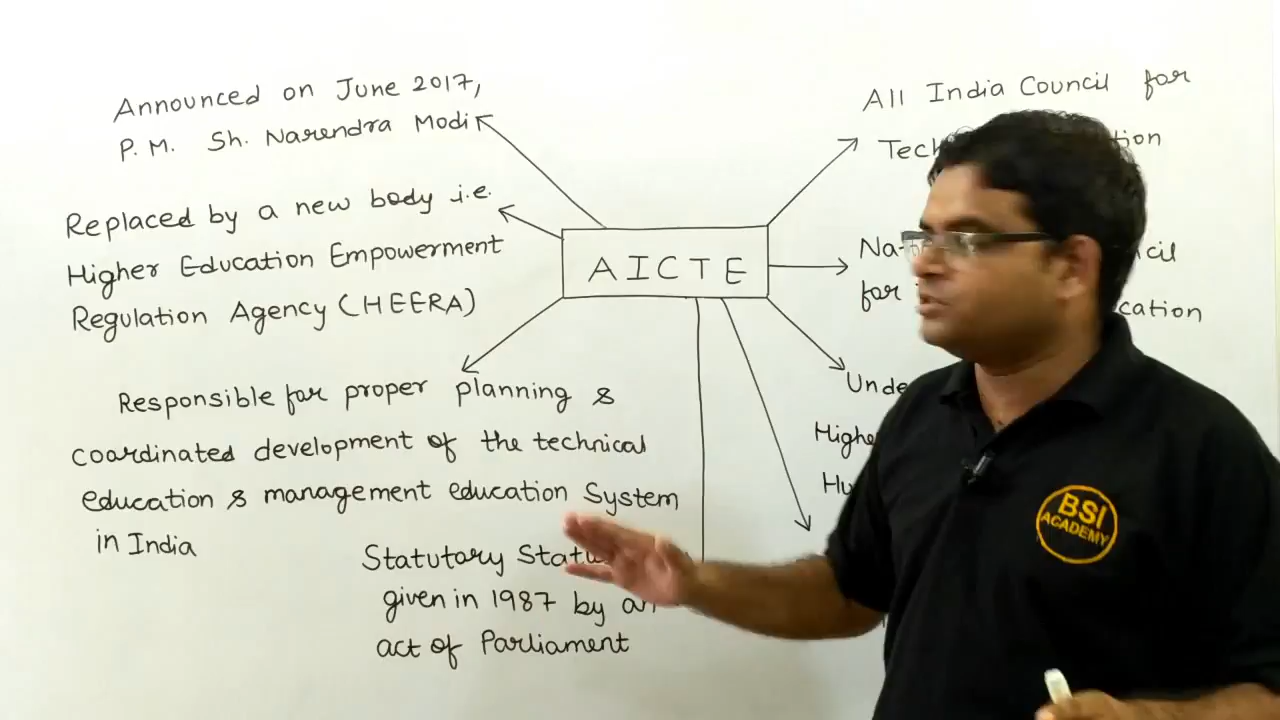 Announced on June 2017,
P.M. Sh. Narendra Modi
Replaced by a new body i.e.
Higher Education Empowerment
Regulation Agency (HEERA)
Responsible for proper planning &
coordinated development of the technical
education & management education System
in India
Statutory
given in 1987 by
act of Parliament
AICTE
All India Council for
for
BSI
ACADEMY